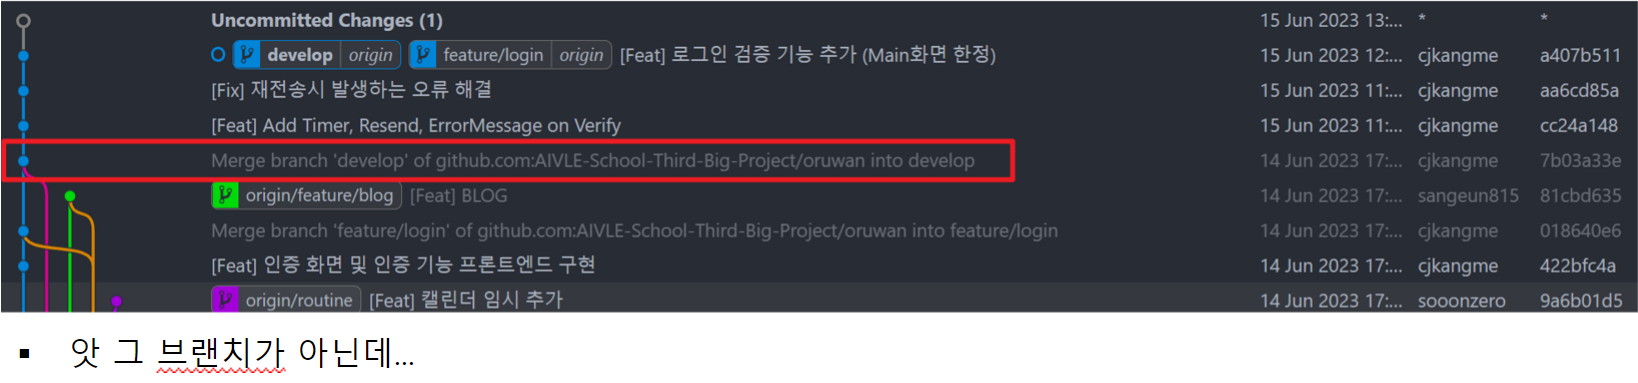 Uncommitted Changes (1) 15 Jun 2023 13:... * *
develop origin feature/login origin [Feat] 로그인 검증 기능 추가 (Main화면 한정) 15 Jun 2023 12:... cjkangme a407b511
[Fix] 재전송시 발생하는 오류 해결 15 Jun 2023 11:... cjkangme aa6cd85a
[Feat] Add Timer, Resend, ErrorMessage on Verify 15 Jun 2023 11:... cjkangme cc24a148
Merge branch 'develop' of github.com:AIVLE-School-Third-Big-Project/oruwan into develop 14 Jun 2023 17:... cjkangme 7b03a33e
origin/feature/blog [Feat] BLOG 14 Jun 2023 17:... sangeun815 81cbd635
Merge branch 'feature/login' of github.com:AIVLE-School-Third-Big-Project/oruwan into feature/login 14 Jun 2023 17:... cjkangme 018640e6
[Feat] 인증 화면 및 인증 기능 프론트엔드 구현 14 Jun 2023 17:... cjkangme 422bfc4a
origin/routine [Feat] 캘린더 임시 추가 14 Jun 2023 17:... sooonzero 9a6b01d5
▪ 앗 그 브랜치가 아닌데...